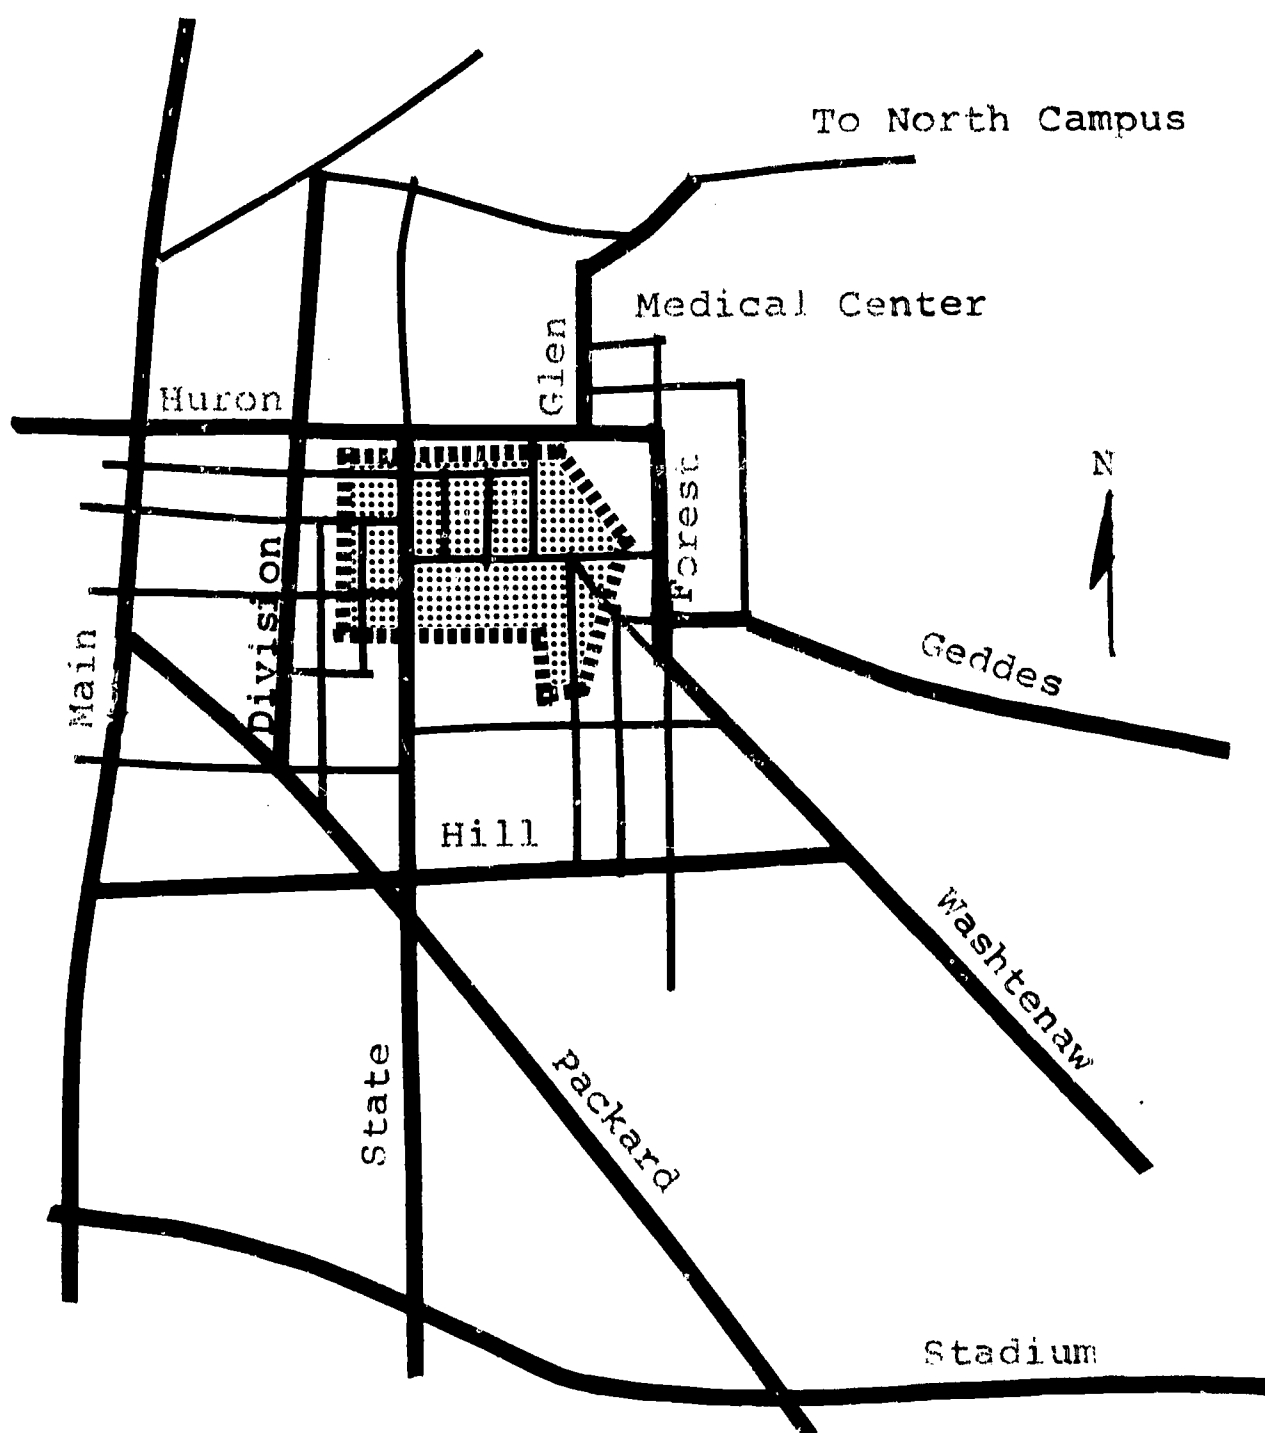 To North Campus
Medical Center
Glen
Huron
N
Forest
Division
Main
Geddes
Hill
Washtenaw
State
Packard
Stadium